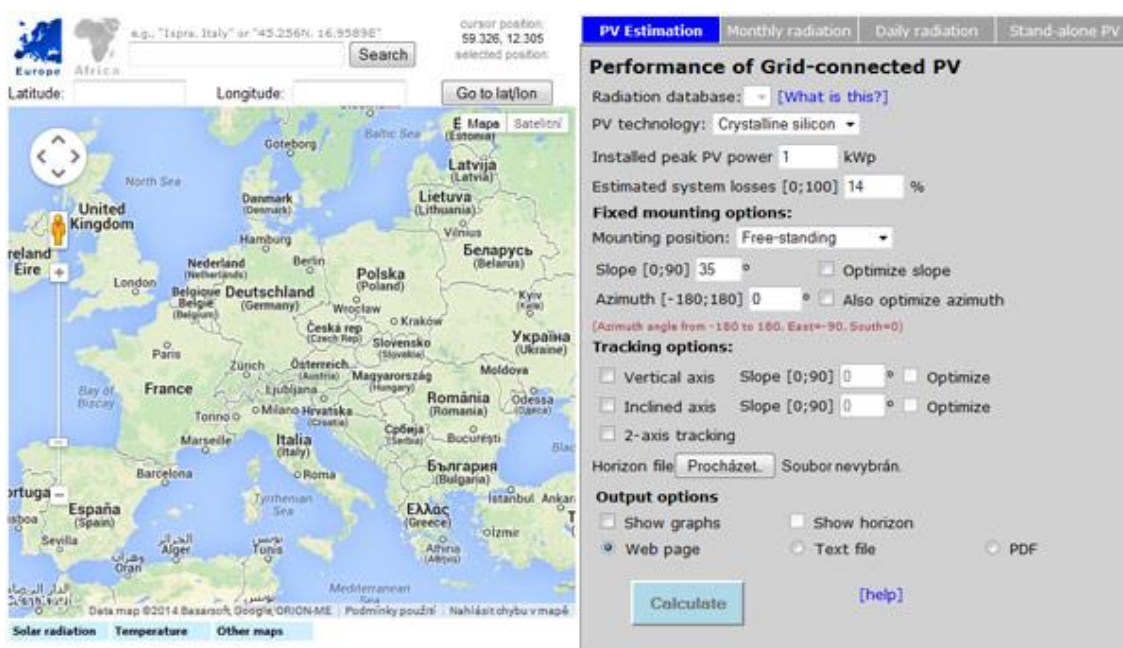 e.g., "Ispra, Italy" or "45.256N, 16.9589E"
cursor position:
59.326, 12.305
selected position:
Search
Europe
Africa
Latitude:
Longitude:
Go to lat/lon
Mapa
Satelitní
(Estonia)
Baltic Sea
Göteborg
North Sea
Latvija
(Latvia)
Danmark
(Denmark)
Lietuva
(Lithuania)
United
Kingdom
Vilnius
Hamburg
Беларусь
(Belarus)
Éire
Nederland
(Netherlands)
Berlin
Polska
(Poland)
London
België
(Belgium)
Deutschland
(Germany)
Wrocław
Kyiv
Kraków
Česká rep
(Czech Rep)
Slovensko
(Slovakia)
Україна
(Ukraine)
Paris
Zürich
Österreich
(Austria)
Magyarország
(Hungary)
Moldova
Bay of
Biscay
France
Ljubljana
România
(Romania)
Odessa
(Одеса)
Torino
Milano
Hrvatska
(Croatia)
Србија
(Serbia)
București
Marseille
Italia
(Italy)
Barcelona
Roma
България
(Bulgaria)
España
(Spain)
Tyrrhenian
Sea
İstanbul
Ελλάς
(Greece)
İzmir
Sevilla
Alger
Tunis
Oran
Mediterranean
Sea
Data map ©2014 Basarsoft, Google, ORION-ME
Podmínky použití
Nahlásit chybu v mapě
Solar radiation
Temperature
Other maps
PV Estimation
Monthly radiation
Daily radiation
Stand-alone PV
Performance of Grid-connected PV
Radiation database: [What is this?]
PV technology: Crystalline silicon
Installed peak PV power 1 kWp
Estimated system losses [0;100] 14 %
Fixed mounting options:
Mounting position: Free-standing
Slope [0;90] 35 ° Optimize slope
Azimuth [-180;180] 0 ° Also optimize azimuth
(Azimuth angle from -180 to 180. East=-90, South=0)
Tracking options:
Vertical axis Slope [0;90] 0 ° Optimize
Inclined axis Slope [0;90] 0 ° Optimize
2-axis tracking
Horizon file Procházet.. Soubor nevybrán.
Output options
Show graphs Show horizon
Web page Text file PDF
Calculate
[help]